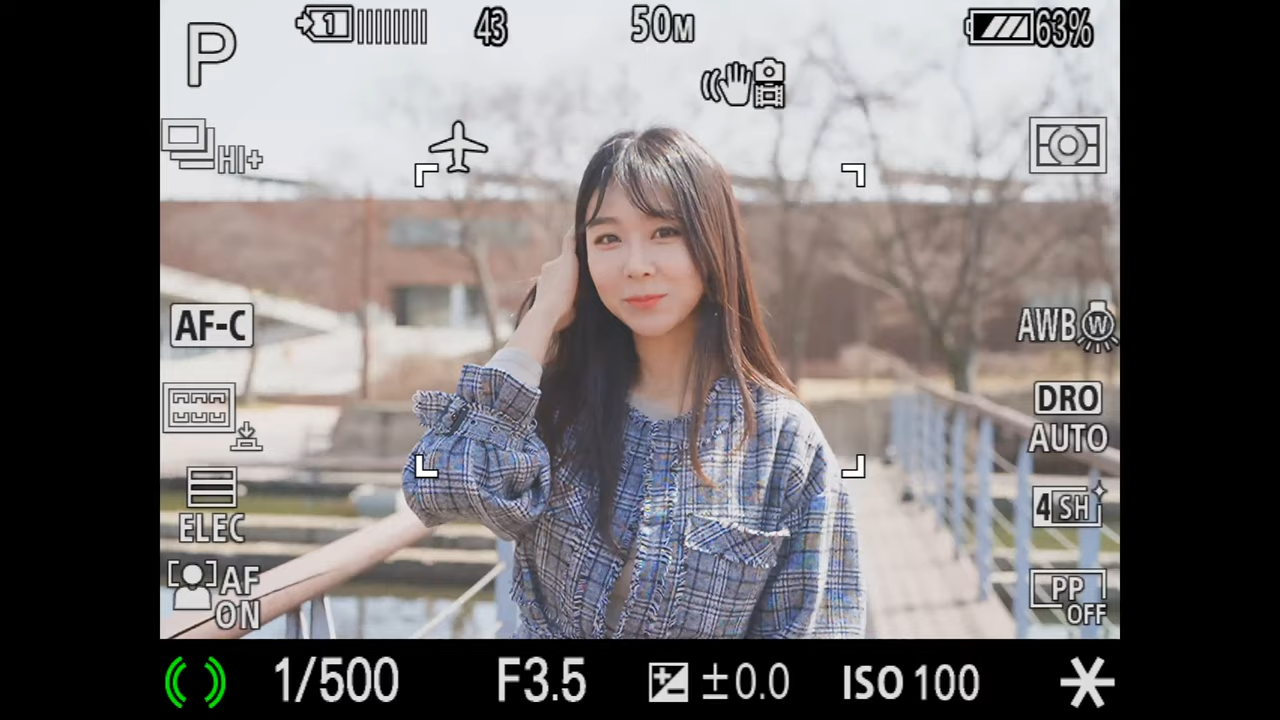 P 1 43 50M 63%
HI+
AF-C AWB W
DRO
AUTO
4 SH
ELEC
PP
OFF
AF
ON
1/500 F3.5 ±0.0 ISO 100